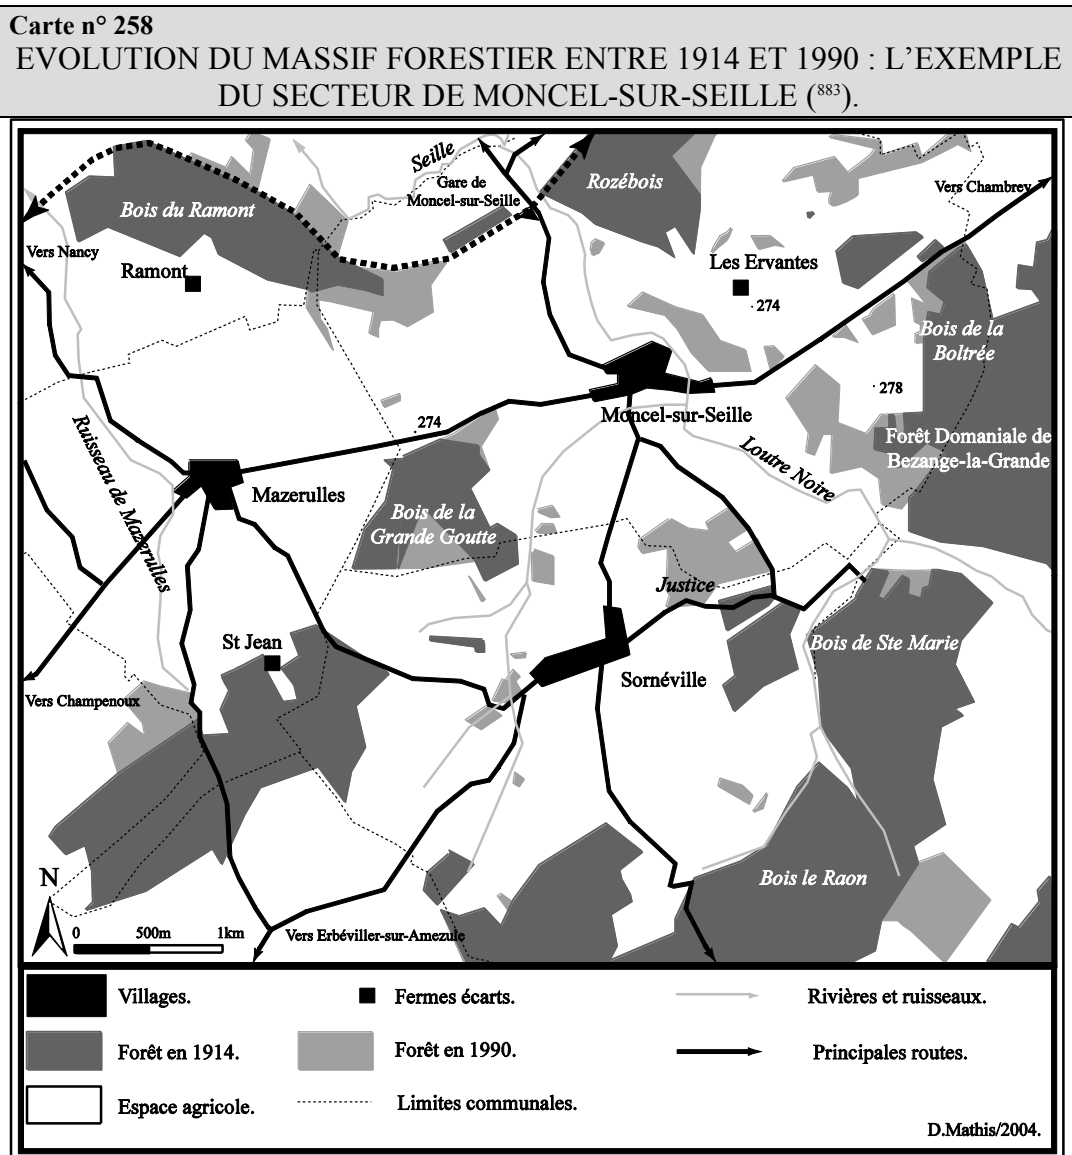 Carte n° 258
EVOLUTION DU MASSIF FORESTIER ENTRE 1914 ET 1990 : L'EXEMPLE
DU SECTEUR DE MONCEL-SUR-SEILLE (883).
Seille
Gare de
Moncel-sur-Seille
Rozébois
Vers Chambrey
Bois du Ramont
Vers Nancy
Ramont
Les Ervantes
274
Bois de la
Boltrée
278
Moncel-sur-Seille
274
Forêt Domaniale de
Bezange-la-Grande
Loutre Noire
Ruisseau de Mazerulles
Mazerulles
Bois de la
Grande Goutte
Justice
St Jean
Bois de Ste Marie
Sornéville
Vers Champenoux
Bois le Raon
N
0 500m 1km
Vers Erbéviller-sur-Amezule
Villages.
Fermes écarts.
Rivières et ruisseaux.
Forêt en 1914.
Forêt en 1990.
Principales routes.
Espace agricole.
Limites communales.
D.Mathis/2004.